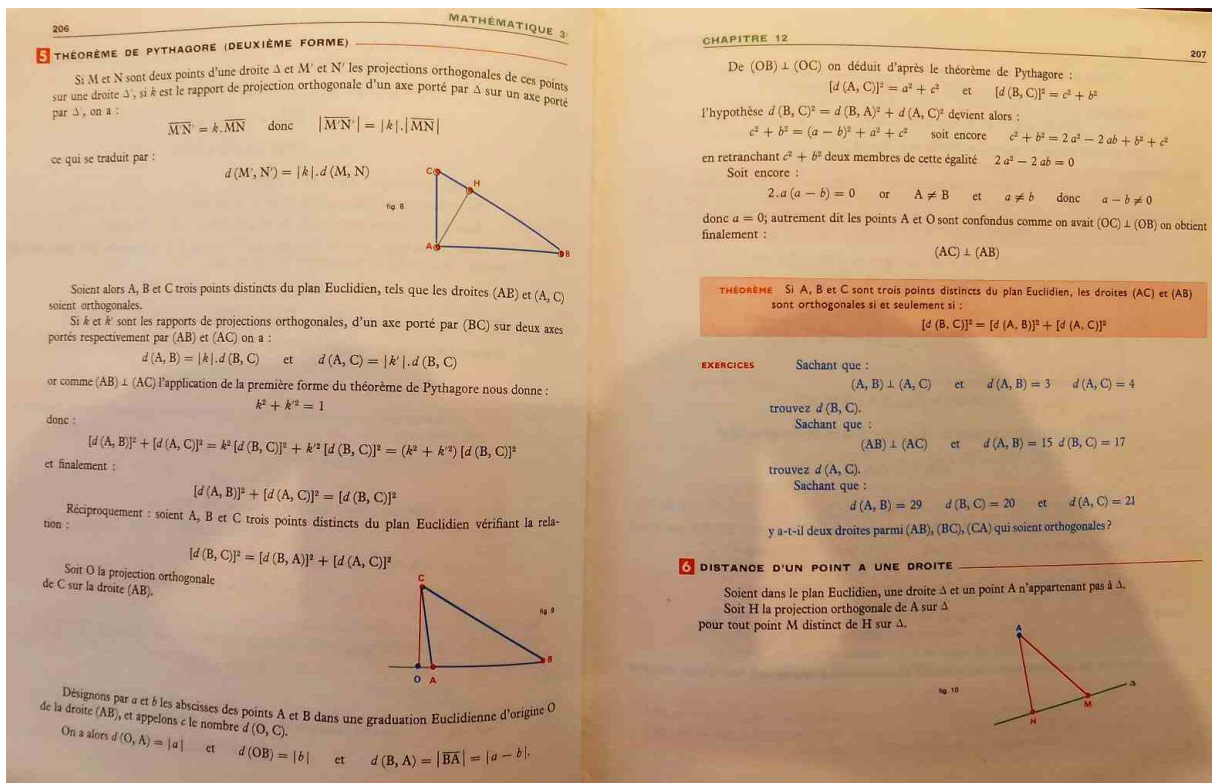 206
MATHÉMATIQUE 3
5 THÉORÈME DE PYTHAGORE (DEUXIÈME FORME)
Si M et N sont deux points d'une droite Δ et M′ et N′ les projections orthogonales de ces points
sur une droite Δ′, si k est le rapport de projection orthogonale d'un axe porté par Δ sur un axe porté
par Δ′, on a :
M′N′ = k.MN donc |M′N′| = |k|.|MN|
ce qui se traduit par :
d (M′, N′) = |k|.d (M, N)
C
H
fig. 8
A
B
Soient alors A, B et C trois points distincts du plan Euclidien, tels que les droites (AB) et (A, C)
soient orthogonales.
Si k et k′ sont les rapports de projections orthogonales, d'un axe porté par (BC) sur deux axes
portés respectivement par (AB) et (AC) on a :
d (A, B) = |k|.d (B, C) et d (A, C) = |k′|.d (B, C)
or comme (AB) ⊥ (AC) l'application de la première forme du théorème de Pythagore nous donne :
k² + k′² = 1
donc :
[d (A, B)]² + [d (A, C)]² = k² [d (B, C)]² + k′² [d (B, C)]² = (k² + k′²) [d (B, C)]²
et finalement :
[d (A, B)]² + [d (A, C)]² = [d (B, C)]²
Réciproquement : soient A, B et C trois points distincts du plan Euclidien vérifiant la rela-
tion :
[d (B, C)]² = [d (B, A)]² + [d (A, C)]²
Soit O la projection orthogonale
de C sur la droite (AB).
C
fig. 9
B
O A
Désignons par a et b les abscisses des points A et B dans une graduation Euclidienne d'origine O
de la droite (AB), et appelons c le nombre d (O, C).
On a alors d (O, A) = |a| et d (OB) = |b| et d (B, A) = |BA| = |a − b|.
CHAPITRE 12
207
De (OB) ⊥ (OC) on déduit d'après le théorème de Pythagore :
[d (A, C)]² = a² + c² et [d (B, C)]² = c² + b²
l'hypothèse d (B, C)² = d (B, A)² + d (A, C)² devient alors :
c² + b² = (a − b)² + a² + c² soit encore c² + b² = 2 a² − 2 ab + b² + c²
en retranchant c² + b² deux membres de cette égalité 2 a² − 2 ab = 0
Soit encore :
2.a (a − b) = 0 or A ≠ B et a ≠ b donc a − b ≠ 0
donc a = 0; autrement dit les points A et O sont confondus comme on avait (OC) ⊥ (OB) on obtient
finalement :
(AC) ⊥ (AB)
THÉORÈME Si A, B et C sont trois points distincts du plan Euclidien, les droites (AC) et (AB)
sont orthogonales si et seulement si :
[d (B, C)]² = [d (A, B)]² + [d (A, C)]²
EXERCICES Sachant que :
(A, B) ⊥ (A, C) et d (A, B) = 3 d (A, C) = 4
trouvez d (B, C).
Sachant que :
(AB) ⊥ (AC) et d (A, B) = 15 d (B, C) = 17
trouvez d (A, C).
Sachant que :
d (A, B) = 29 d (B, C) = 20 et d (A, C) = 21
y a-t-il deux droites parmi (AB), (BC), (CA) qui soient orthogonales ?
6 DISTANCE D'UN POINT A UNE DROITE
Soient dans le plan Euclidien, une droite Δ et un point A n'appartenant pas à Δ.
Soit H la projection orthogonale de A sur Δ
pour tout point M distinct de H sur Δ.
A
fig. 10
Δ
M
H